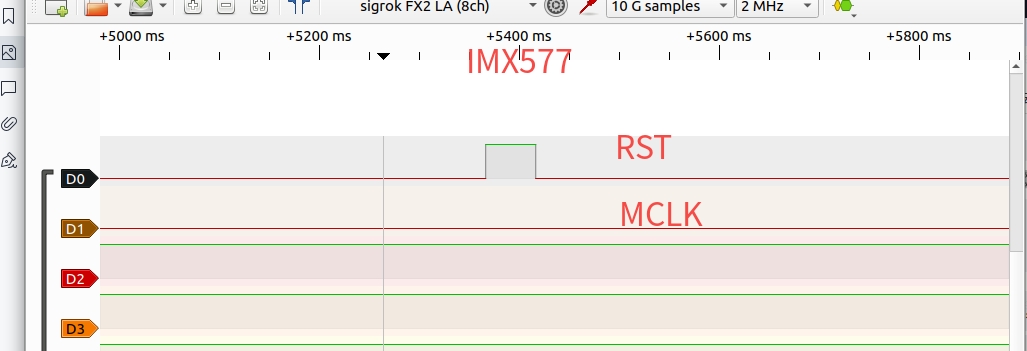 sigrok FX2 LA (8ch) 10 G samples 2 MHz
+5000 ms +5200 ms +5400 ms +5600 ms +5800 ms
IMX577
RST
D0
MCLK
D1
D2
D3